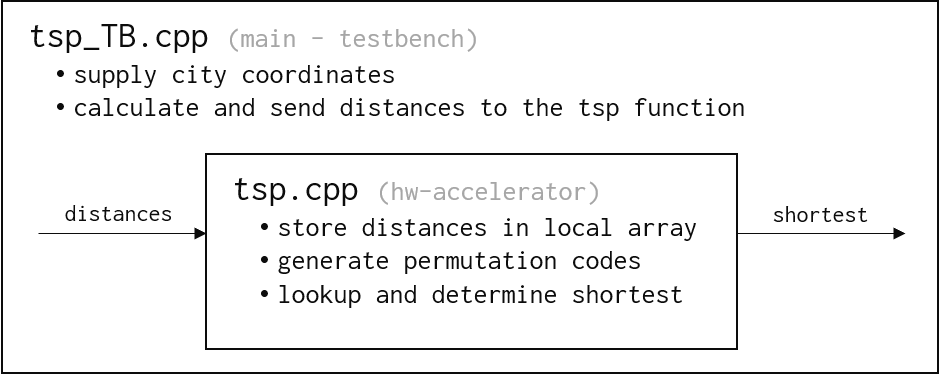 tsp_TB.cpp (main - testbench)
• supply city coordinates
• calculate and send distances to the tsp function
distances
tsp.cpp (hw-accelerator)
• store distances in local array
• generate permutation codes
• lookup and determine shortest
shortest